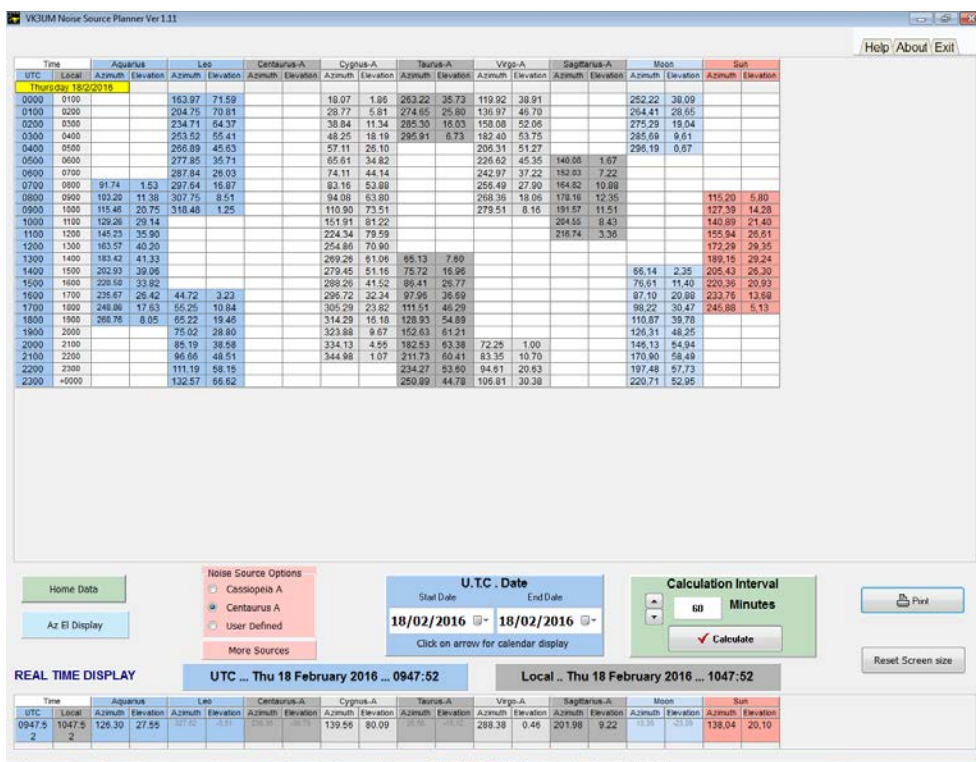 VK3UM Noise Source Planner Ver 1.11
Help About Exit
Time Aquarius Leo Centaurus-A Cygnus-A Taurus-A Virgo-A Sagittarius-A Moon Sun
UTC Local Azimuth Elevation Azimuth Elevation Azimuth Elevation Azimuth Elevation Azimuth Elevation Azimuth Elevation Azimuth Elevation Azimuth Elevation Azimuth Elevation
Thursday 18/2/2016
0000 0100 163.97 71.59 18.07 1.86 263.22 35.73 119.92 38.91 252,22 38,09
0100 0200 204.75 70.81 28.77 5.81 274.65 25.80 136.97 46.70 264,41 28,65
0200 0300 234.71 64.37 38.84 11.34 285.30 16.03 158.08 52.06 275,29 19,04
0300 0400 253.52 55.41 48.25 18.19 295.91 6.73 182.40 53.75 285,69 9,61
0400 0500 266.89 45.63 57.11 26.10 206.31 51.27 296,19 0,67
0500 0600 277.85 35.71 65.61 34.82 226.62 45.35 140.08 1.67
0600 0700 287.84 26.03 74.11 44.14 242.97 37.22 152.03 7.22
0700 0800 91.74 1.53 297.64 16.87 83.16 53.88 256.49 27.90 164.82 10.88
0800 0900 103.20 11.38 307.75 8.51 94.08 63.80 268.36 18.06 178.16 12.35 115,20 5,80
0900 1000 115.46 20.75 318.48 1.25 110.90 73.51 279.51 8.16 191.57 11.51 127,39 14,28
1000 1100 129.26 29.14 151.91 81.22 204.55 8.43 140,89 21,40
1100 1200 145.23 35.90 224.34 79.59 216.74 3.36 155,94 26,61
1200 1300 163.57 40.20 254.86 70.90 172,29 29,35
1300 1400 183.42 41.33 269.26 61.06 65.13 7.60 189,15 29,24
1400 1500 202.93 39.06 279.45 51.16 75.72 16.96 66,14 2,35 205,43 26,30
1500 1600 220.50 33.82 288.26 41.52 86.41 26.77 76,61 11,40 220,36 20,93
1600 1700 235.67 26.42 44.72 3.23 296.72 32.34 97.96 36.69 87,10 20,88 233,76 13,68
1700 1800 248.86 17.63 55.25 10.84 305.29 23.82 111.51 46.29 98,22 30,47 245,88 5,13
1800 1900 260.76 8.05 65.22 19.46 314.29 16.18 128.93 54.89 110,87 39,78
1900 2000 75.02 28.80 323.88 9.67 152.63 61.21 126,31 48,25
2000 2100 85.19 38.58 334.13 4.55 182.53 63.38 72.25 1.00 146,13 54,94
2100 2200 96.66 48.51 344.98 1.07 211.73 60.41 83.35 10.70 170,90 58,49
2200 2300 111.19 58.15 234.27 53.60 94.61 20.63 197,48 57,73
2300 +0000 132.57 66.62 250.89 44.78 106.81 30.38 220,71 52,95
Home Data
Az El Display
Noise Source Options
Cassiopeia A
Centaurus A
User Defined
More Sources
U.T.C . Date
Start Date End Date
18/02/2016 18/02/2016
Click on arrow for calendar display
Calculation Interval
60 Minutes
Calculate
Print
Reset Screen size
REAL TIME DISPLAY
UTC ... Thu 18 February 2016 ... 0947:52
Local .. Thu 18 February 2016 ... 1047:52
Time Aquarius Leo Centaurus-A Cygnus-A Taurus-A Virgo-A Sagittarius-A Moon Sun
UTC Local Azimuth Elevation Azimuth Elevation Azimuth Elevation Azimuth Elevation Azimuth Elevation Azimuth Elevation Azimuth Elevation Azimuth Elevation Azimuth Elevation
0947.5 1047.5 126.30 27.55 139.56 80.09 288.38 0.46 201.98 9.22 138,04 20,10
2 2